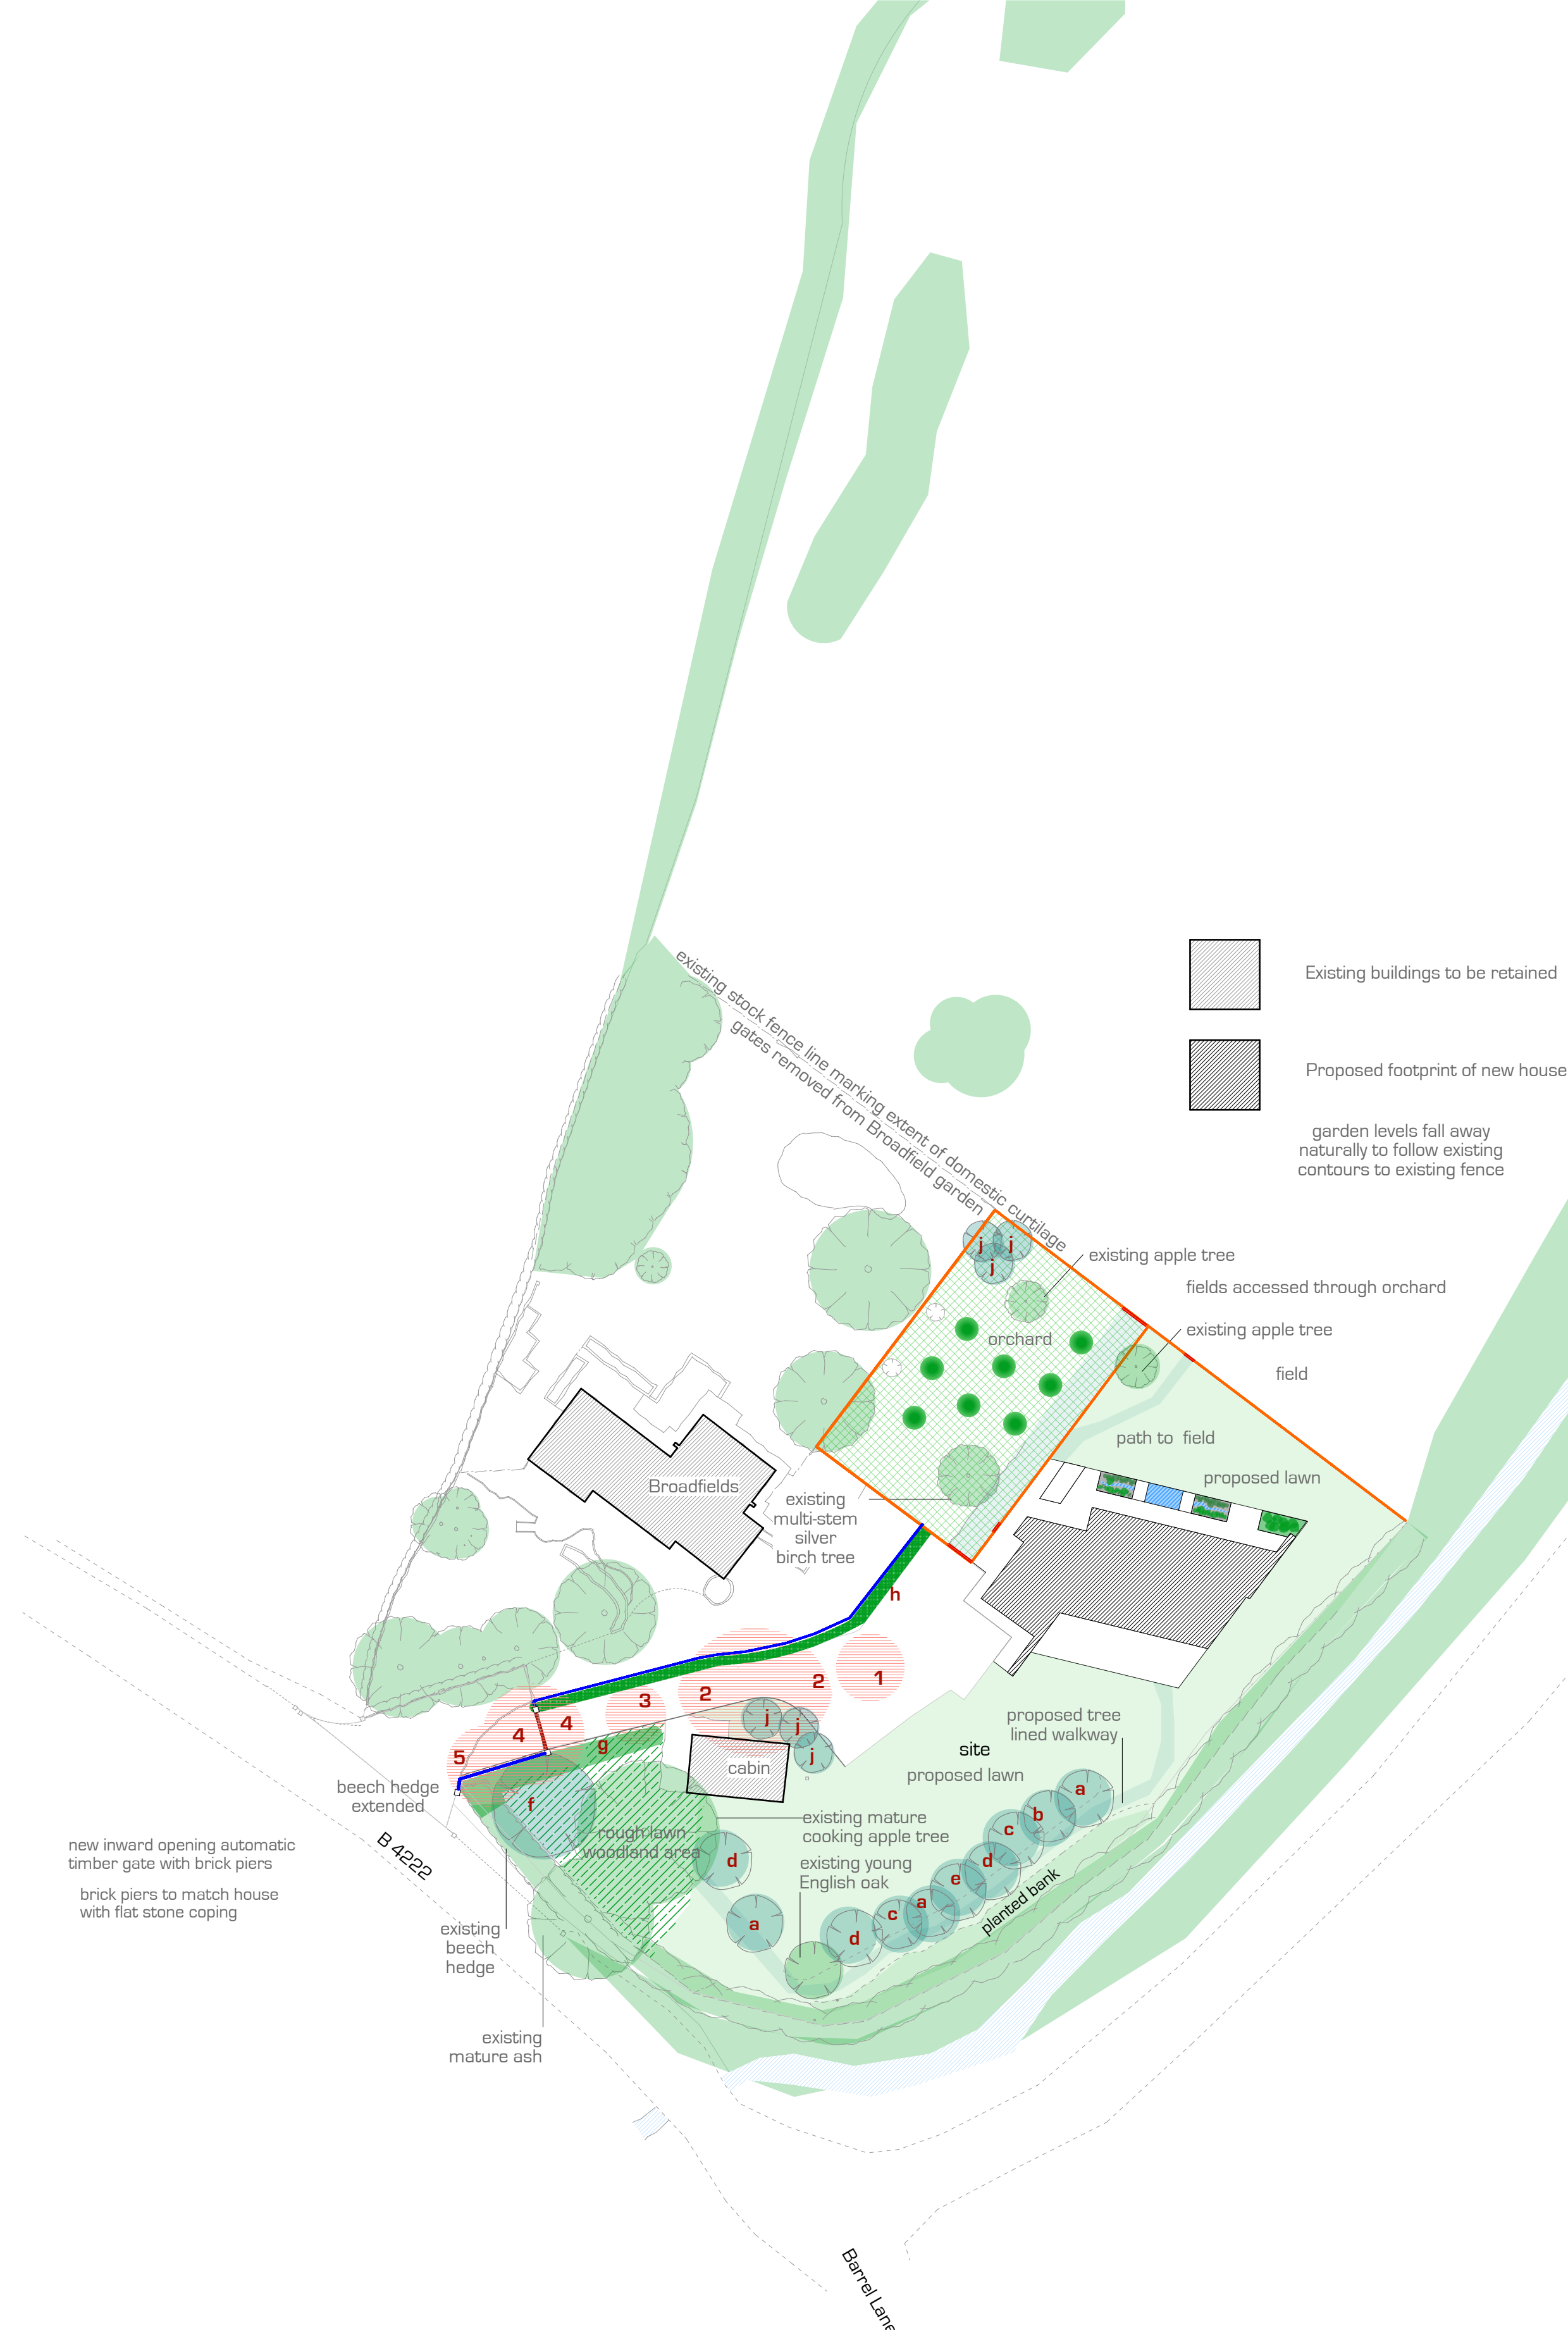 existing stock fence line marking extent of domestic curtilage
gates removed from Broadfield garden
Existing buildings to be retained
Proposed footprint of new house
garden levels fall away
naturally to follow existing
contours to existing fence
j
j
j
existing apple tree
fields accessed through orchard
existing apple tree
orchard
field
path to field
proposed lawn
Broadfields
existing
multi-stem
silver
birch tree
h
1
2
2
3
4
4
5
g
j
j
j
cabin
proposed tree
lined walkway
site
proposed lawn
beech hedge
extended
f
a
b
c
d
e
a
c
d
a
d
existing mature
cooking apple tree
rough lawn
woodland area
existing young
English oak
planted bank
new inward opening automatic
timber gate with brick piers
brick piers to match house
with flat stone coping
B 4222
existing
beech
hedge
existing
mature ash
Barrel Lane